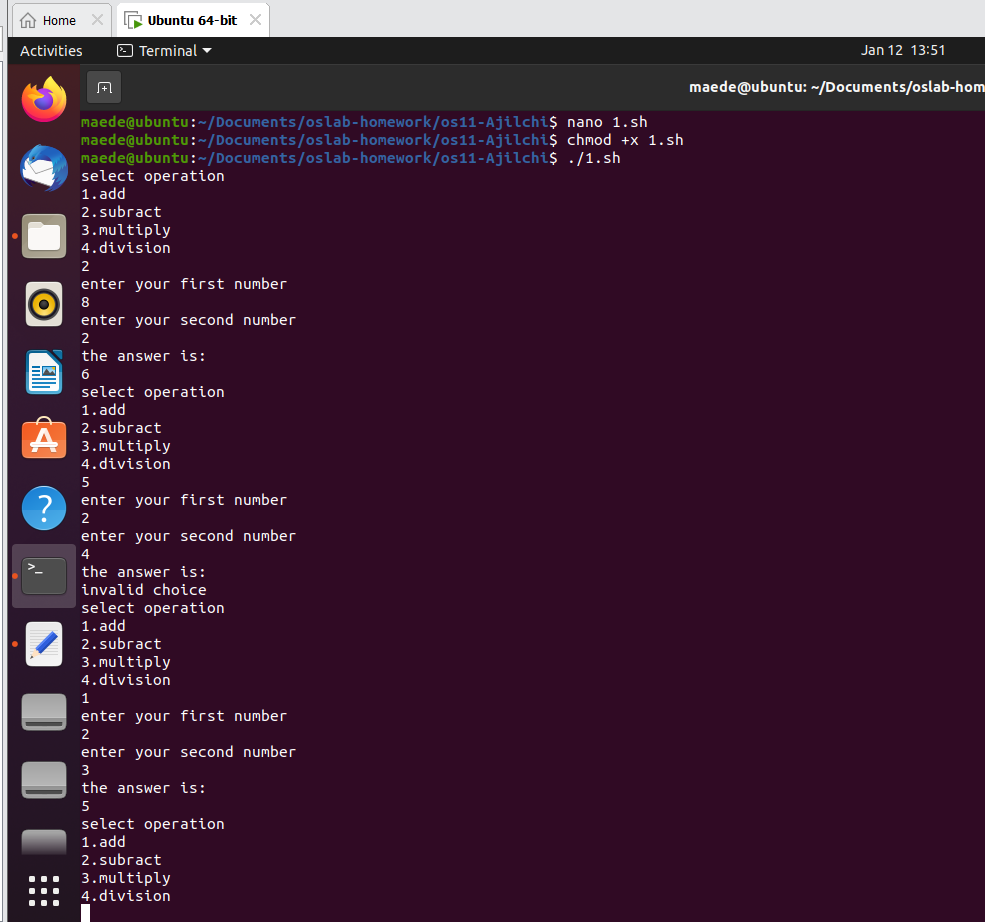 Home
Ubuntu 64-bit
Activities
Terminal
Jan 12 13:51
maede@ubuntu: ~/Documents/oslab-hom
maede@ubuntu:~/Documents/oslab-homework/os11-Ajilchi$ nano 1.sh
maede@ubuntu:~/Documents/oslab-homework/os11-Ajilchi$ chmod +x 1.sh
maede@ubuntu:~/Documents/oslab-homework/os11-Ajilchi$ ./1.sh
select operation
1.add
2.subract
3.multiply
4.division
2
enter your first number
8
enter your second number
2
the answer is:
6
select operation
1.add
2.subract
3.multiply
4.division
5
enter your first number
2
enter your second number
4
the answer is:
invalid choice
select operation
1.add
2.subract
3.multiply
4.division
1
enter your first number
2
enter your second number
3
the answer is:
5
select operation
1.add
2.subract
3.multiply
4.division